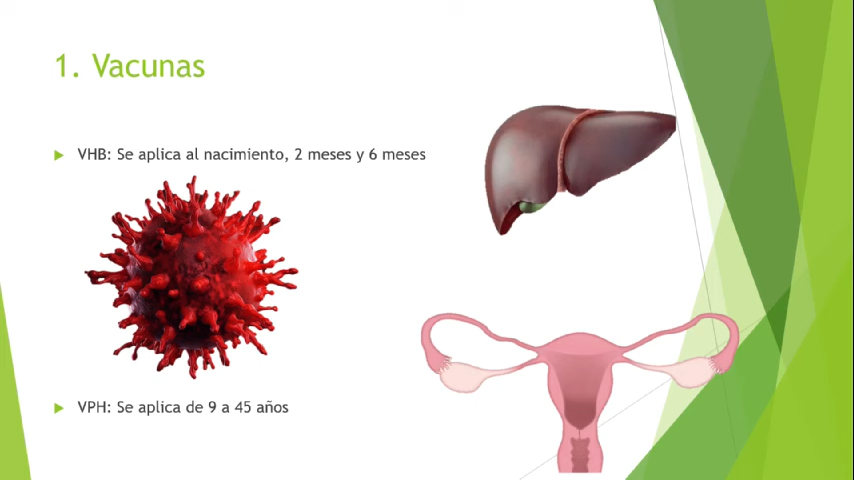 1. Vacunas
VHB: Se aplica al nacimiento, 2 meses y 6 meses
VPH: Se aplica de 9 a 45 años